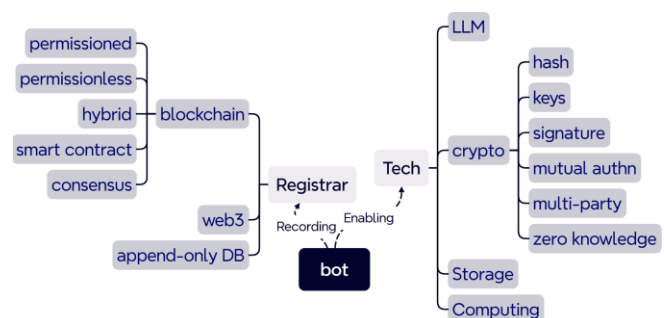 permissioned
permissionless
hybrid
smart contract
consensus
blockchain
web3
append-only DB
Registrar
Recording
Enabling
bot
Tech
LLM
crypto
hash
keys
signature
mutual authn
multi-party
zero knowledge
Storage
Computing